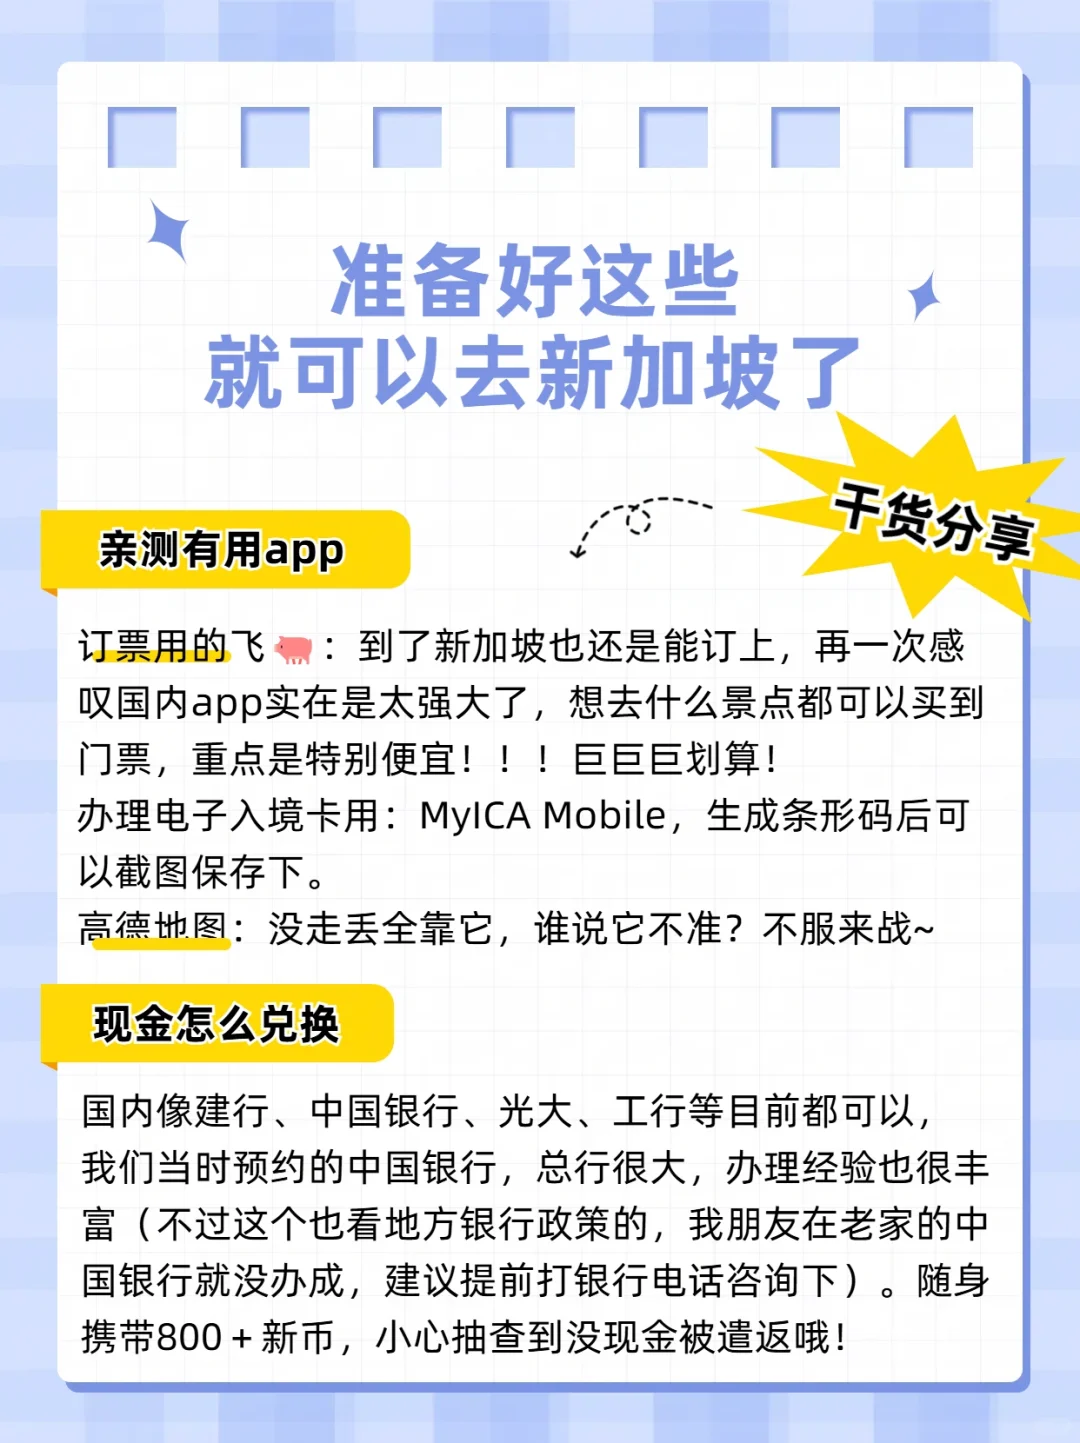 准备好这些
就可以去新加坡了
干货分享
亲测有用app
订票用的飞🐖：到了新加坡也还是能订上，再一次感
叹国内app实在是太强大了，想去什么景点都可以买到
门票，重点是特别便宜！！！巨巨巨划算！
办理电子入境卡用：MyICA Mobile，生成条形码后可
以截图保存下。
高德地图：没走丢全靠它，谁说它不准？不服来战~
现金怎么兑换
国内像建行、中国银行、光大、工行等目前都可以，
我们当时预约的中国银行，总行很大，办理经验也很丰
富（不过这个也看地方银行政策的，我朋友在老家的中
国银行就没办成，建议提前打银行电话咨询下）。随身
携带800+新币，小心抽查到没现金被遣返哦！